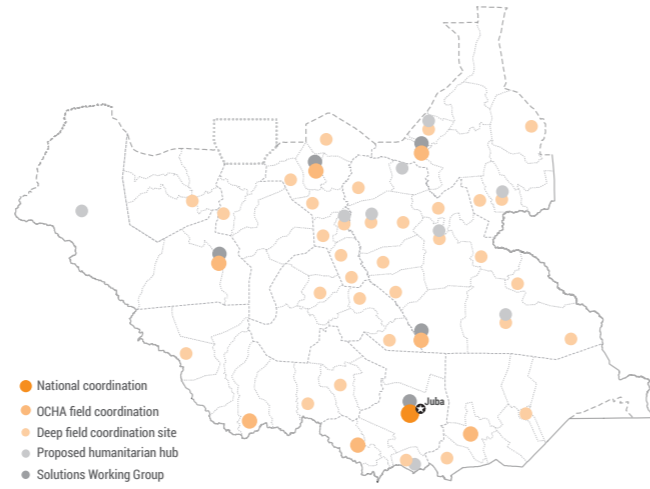 Juba
National coordination
OCHA field coordination
Deep field coordination site
Proposed humanitarian hub
Solutions Working Group